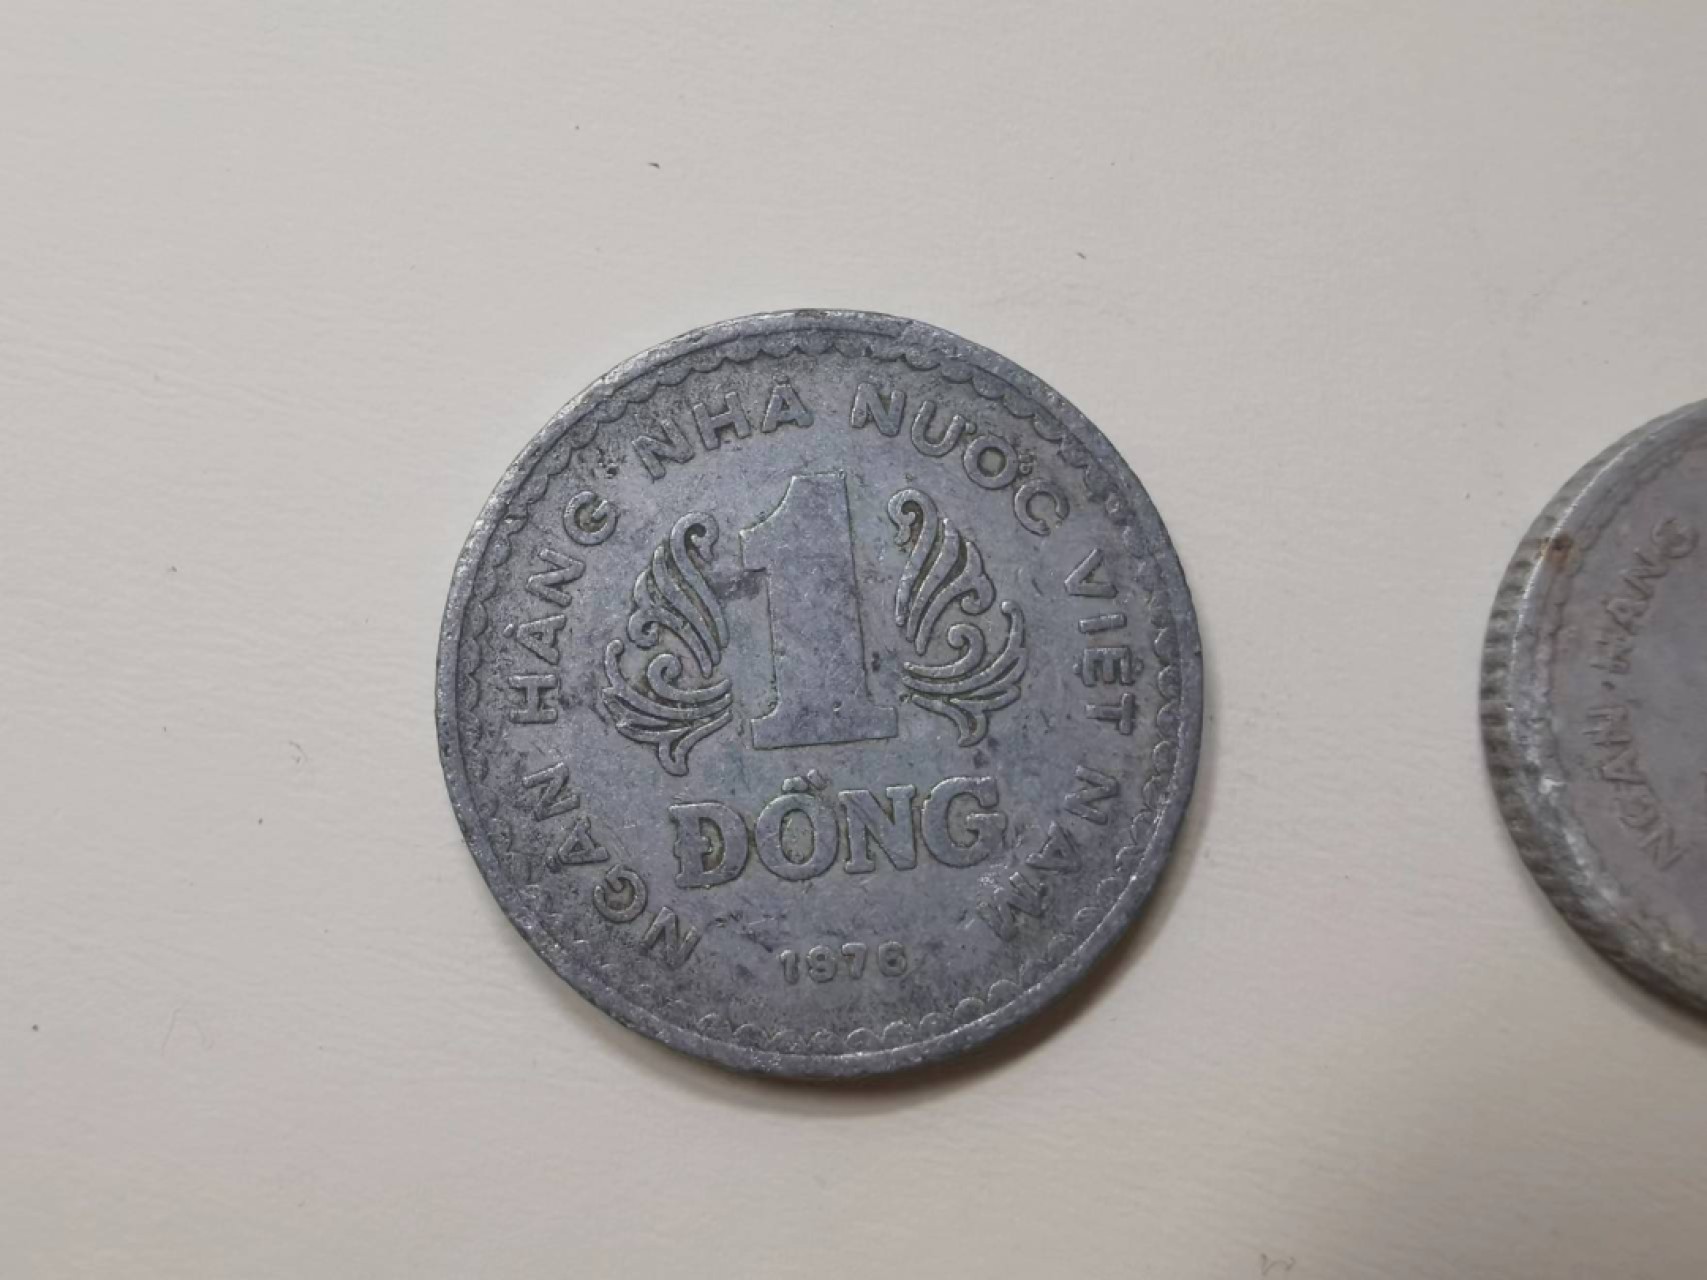 NGÂN HÀNG NHÀ NƯỚC VIỆT NAM
1
ĐỒNG
1976
NGÂN HÀNG